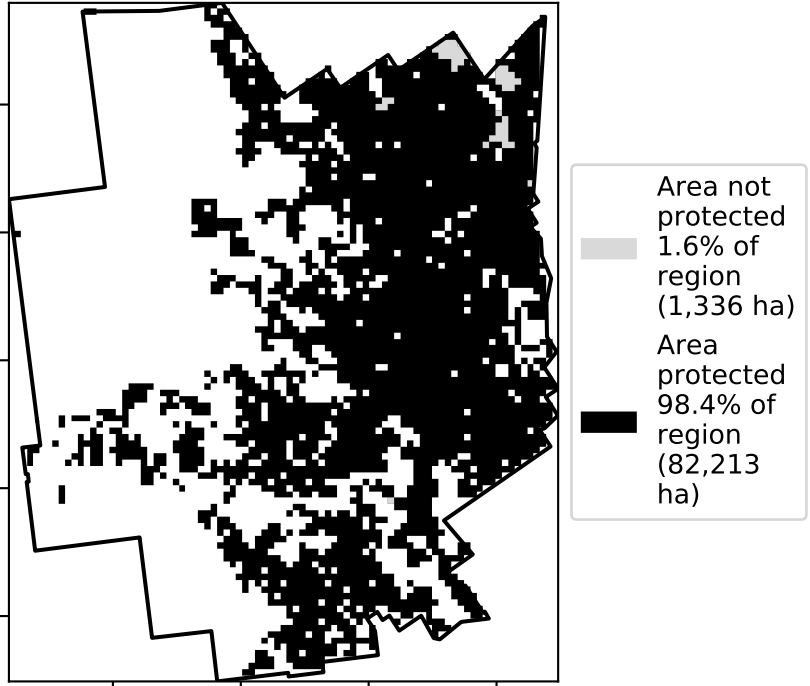 Area not
protected
1.6% of
region
(1,336 ha)
Area
protected
98.4% of
region
(82,213
ha)